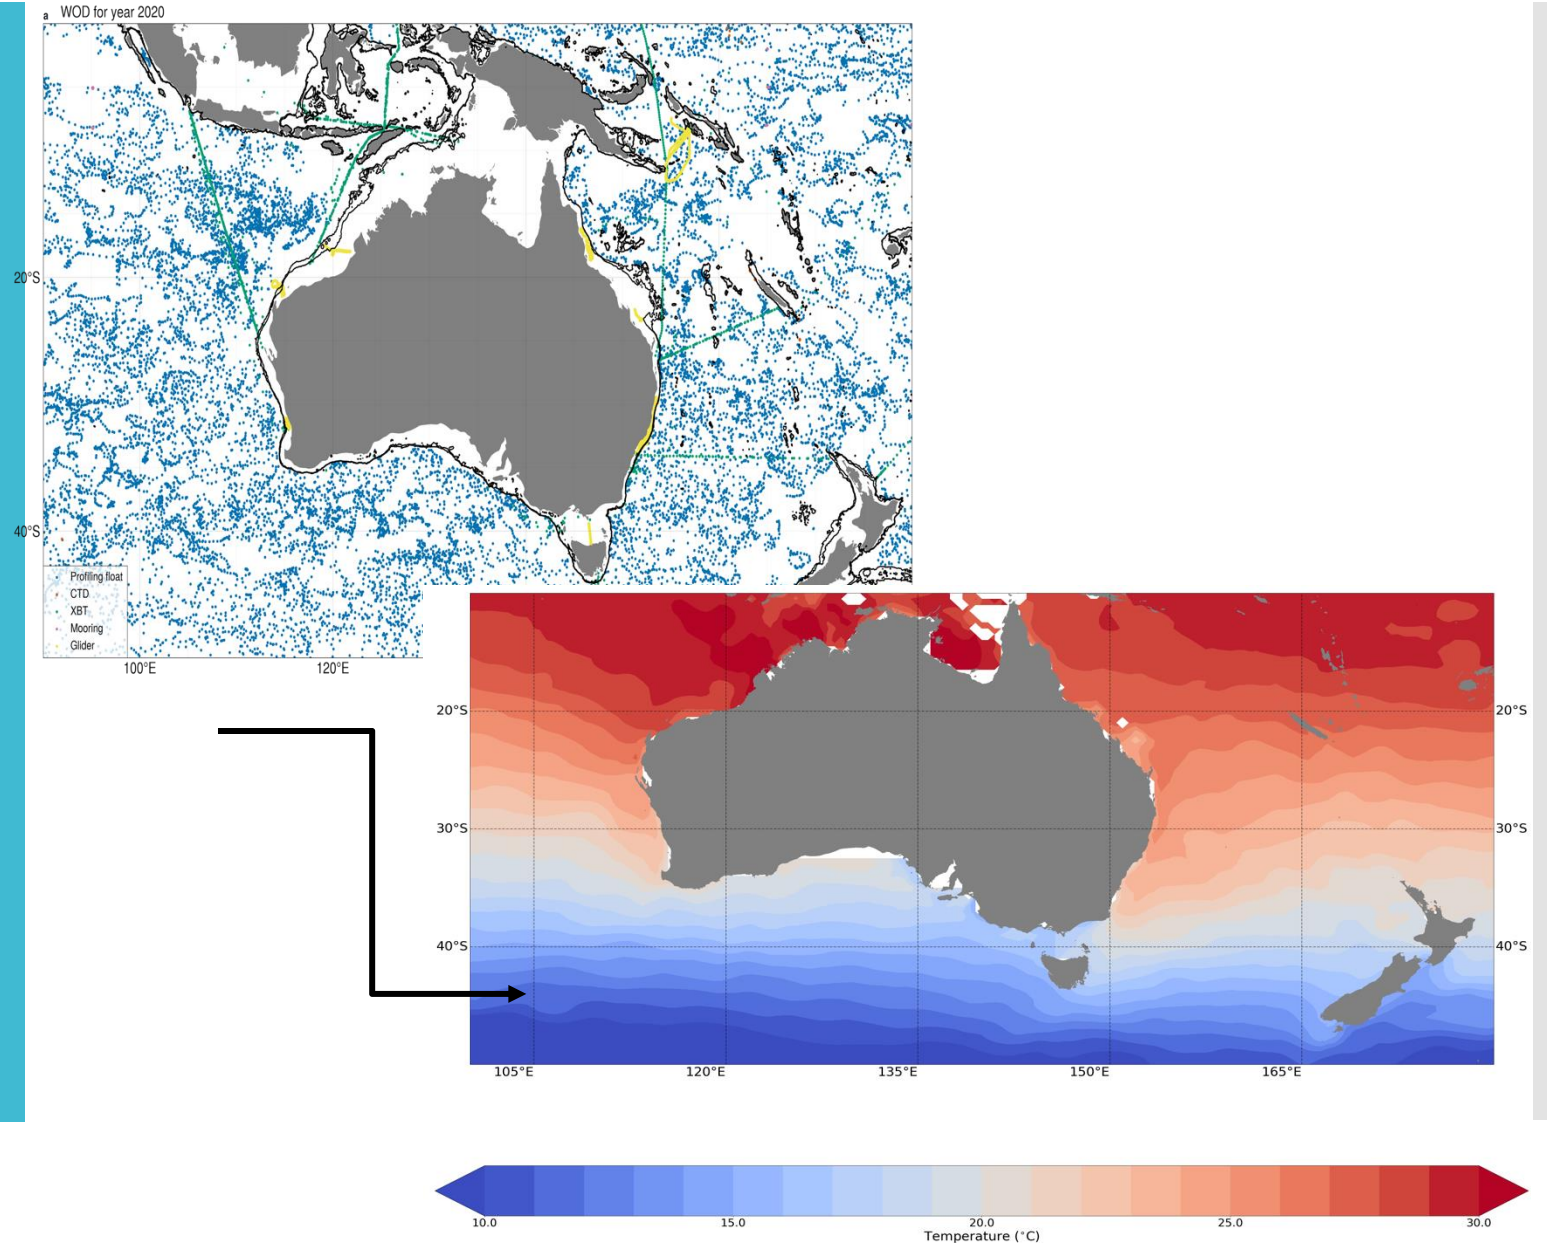 a WOD for year 2020
20°S
40°S
Profiling float
CTD
XBT
Mooring
Glider
100°E 120°E
20°S 20°S
30°S 30°S
40°S 40°S
105°E 120°E 135°E 150°E 165°E
10.0 15.0 20.0 25.0 30.0
Temperature (°C)